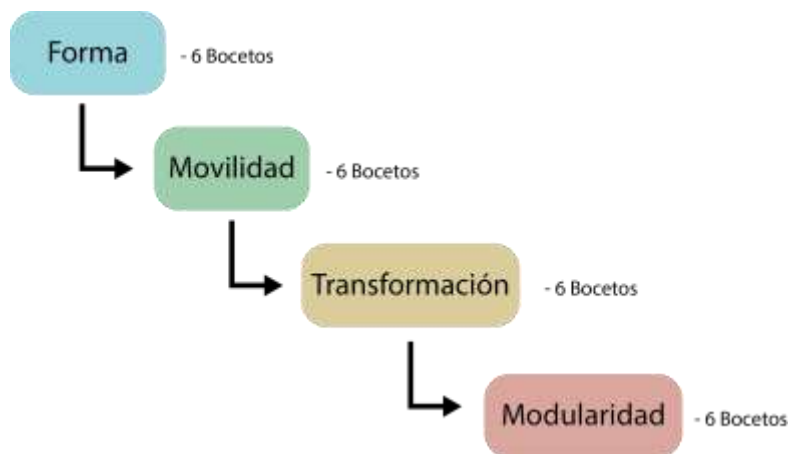 Forma
- 6 Bocetos
Movilidad
- 6 Bocetos
Transformación
- 6 Bocetos
Modularidad
- 6 Bocetos